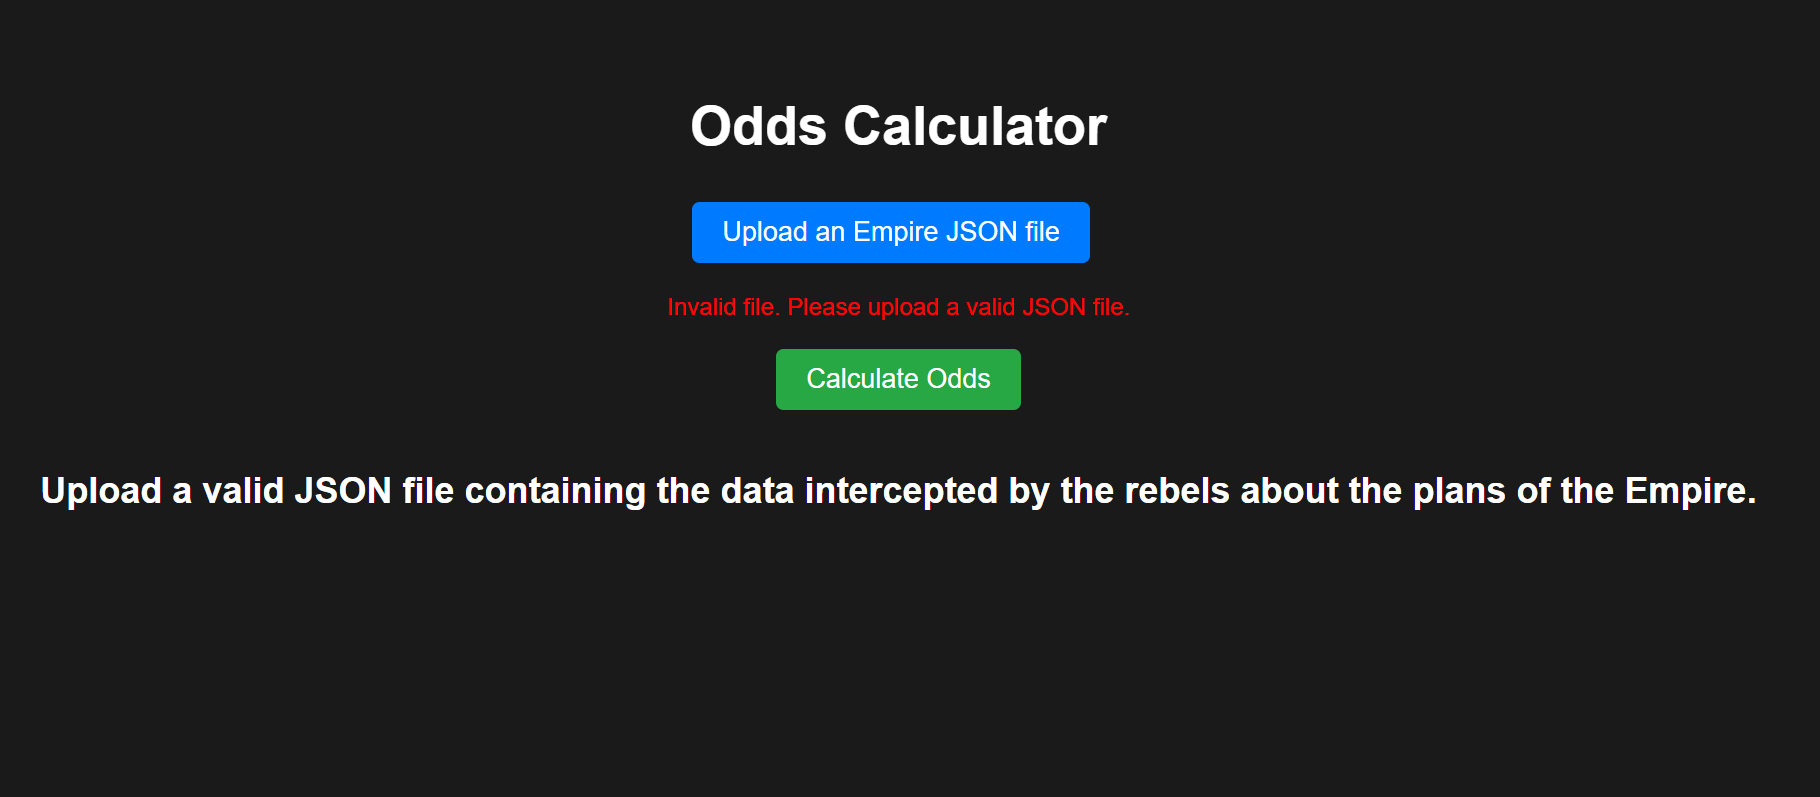 Odds Calculator
Upload an Empire JSON file
Invalid file. Please upload a valid JSON file.
Calculate Odds
Upload a valid JSON file containing the data intercepted by the rebels about the plans of the Empire.